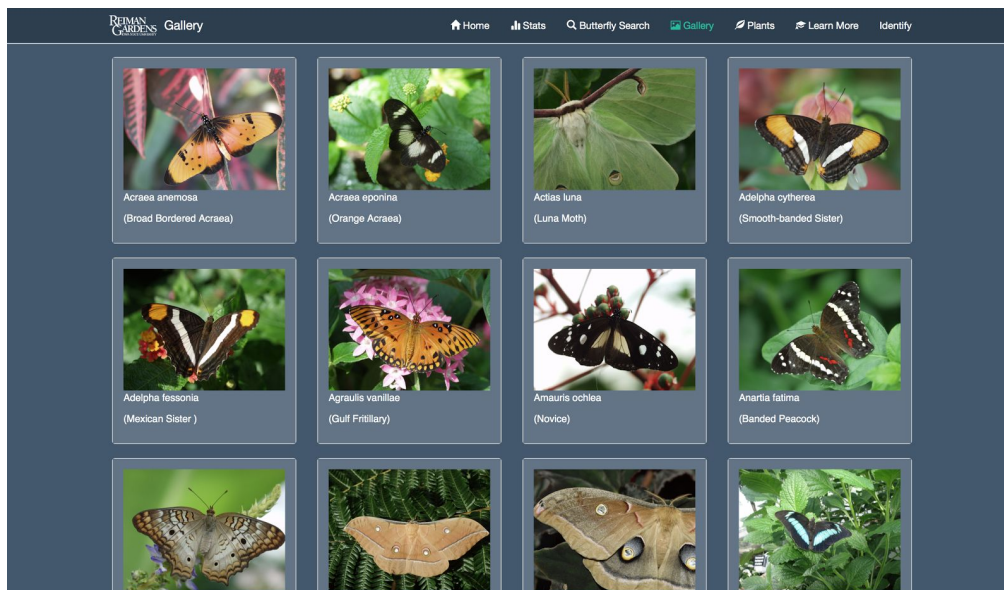 REIMAN
GARDENS
Gallery
Home
Stats
Butterfly Search
Gallery
Plants
Learn More
Identify
Acraea anemosa
(Broad Bordered Acraea)
Acraea eponina
(Orange Acraea)
Actias luna
(Luna Moth)
Adelpha cytherea
(Smooth-banded Sister)
Adelpha fessonia
(Mexican Sister )
Agraulis vanillae
(Gulf Fritillary)
Amauris ochlea
(Novice)
Anartia fatima
(Banded Peacock)